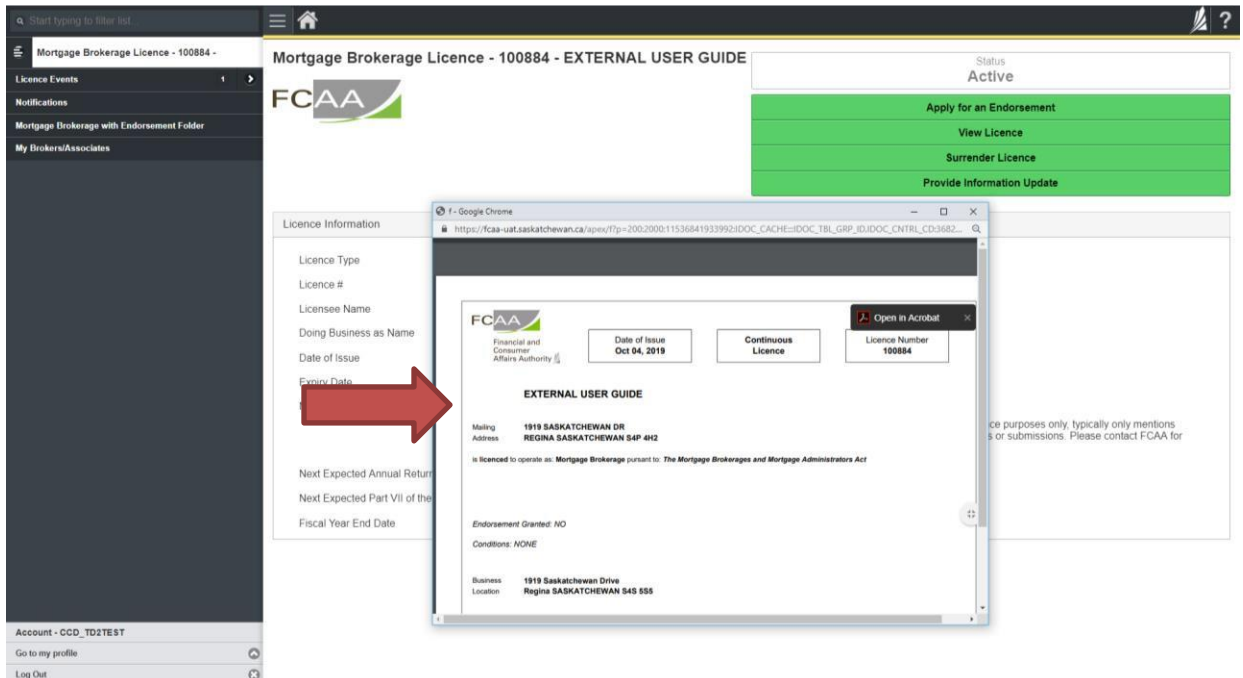 Start typing to filter list...
Mortgage Brokerage Licence - 100884 -
Licence Events 1
Notifications
Mortgage Brokerage with Endorsement Folder
My Brokers/Associates
Account - CCD_TD2TEST
Go to my profile
Log Out
?
Mortgage Brokerage Licence - 100884 - EXTERNAL USER GUIDE
FCAA
Status
Active
Apply for an Endorsement
View Licence
Surrender Licence
Provide Information Update
Licence Information
Licence Type
Licence #
Licensee Name
Doing Business as Name
Date of Issue
Expiry Date
Next Expected Annual Return
Next Expected Part VII of the
Fiscal Year End Date
ce purposes only, typically only mentions
s or submissions. Please contact FCAA for
f - Google Chrome
https://fcaa-uat.saskatchewan.ca/apex/f?p=200:2000:11536841933992:IDOC_CACHE:::IDOC_TBL_GRP_ID,IDOC_CNTRL_CD:3682...
Open in Acrobat
FCAA
Financial and
Consumer
Affairs Authority
Date of Issue
Oct 04, 2019
Continuous
Licence
Licence Number
100884
EXTERNAL USER GUIDE
Mailing 1919 SASKATCHEWAN DR
Address REGINA SASKATCHEWAN S4P 4H2
is licenced to operate as: Mortgage Brokerage pursuant to: The Mortgage Brokerages and Mortgage Administrators Act
Endorsement Granted: NO
Conditions: NONE
Business 1919 Saskatchewan Drive
Location Regina SASKATCHEWAN S4S 5S5